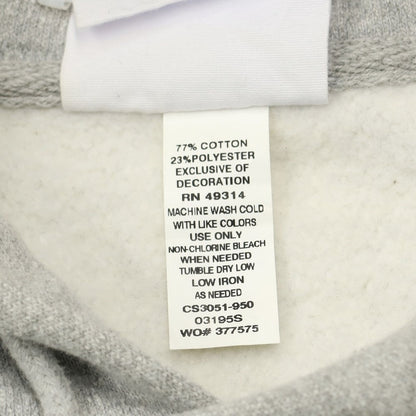 77% COTTON
23% POLYESTER
EXCLUSIVE OF
DECORATION
RN 49314
MACHINE WASH COLD
WITH LIKE COLORS
USE ONLY
NON-CHLORINE BLEACH
WHEN NEEDED
TUMBLE DRY LOW
LOW IRON
AS NEEDED
CS3051-950
03195S
WO# 377575